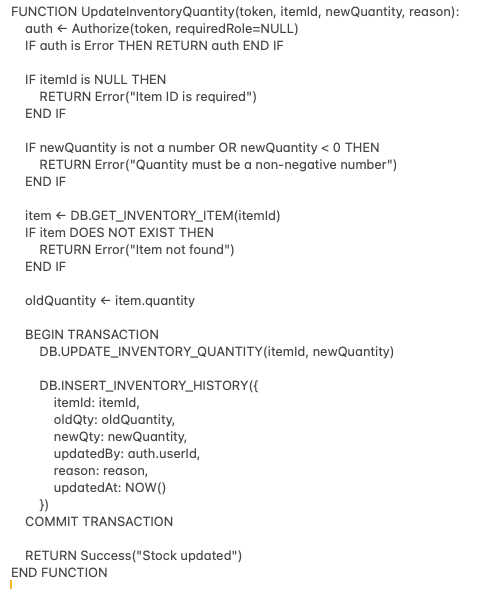 FUNCTION UpdateInventoryQuantity(token, itemId, newQuantity, reason):
auth ← Authorize(token, requiredRole=NULL)
IF auth is Error THEN RETURN auth END IF
IF itemId is NULL THEN
RETURN Error("Item ID is required")
END IF
IF newQuantity is not a number OR newQuantity < 0 THEN
RETURN Error("Quantity must be a non-negative number")
END IF
item ← DB.GET_INVENTORY_ITEM(itemId)
IF item DOES NOT EXIST THEN
RETURN Error("Item not found")
END IF
oldQuantity ← item.quantity
BEGIN TRANSACTION
DB.UPDATE_INVENTORY_QUANTITY(itemId, newQuantity)
DB.INSERT_INVENTORY_HISTORY({
itemId: itemId,
oldQty: oldQuantity,
newQty: newQuantity,
updatedBy: auth.userId,
reason: reason,
updatedAt: NOW()
})
COMMIT TRANSACTION
RETURN Success("Stock updated")
END FUNCTION